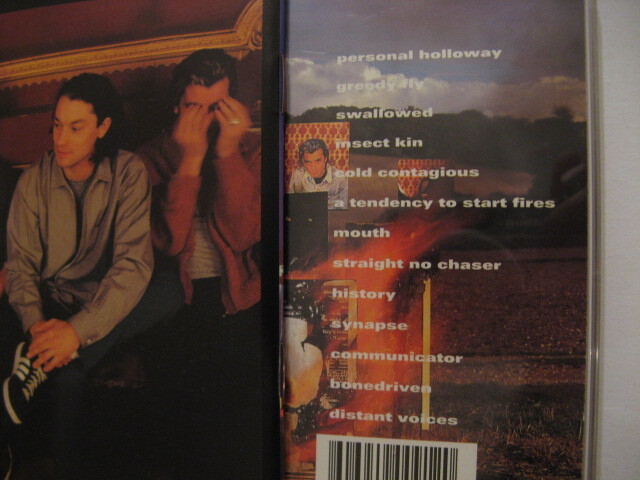 personal holloway
greedy fly
swallowed
insect kin
cold contagious
a tendency to start fires
mouth
straight no chaser
history
synapse
communicator
bonedriven
distant voices